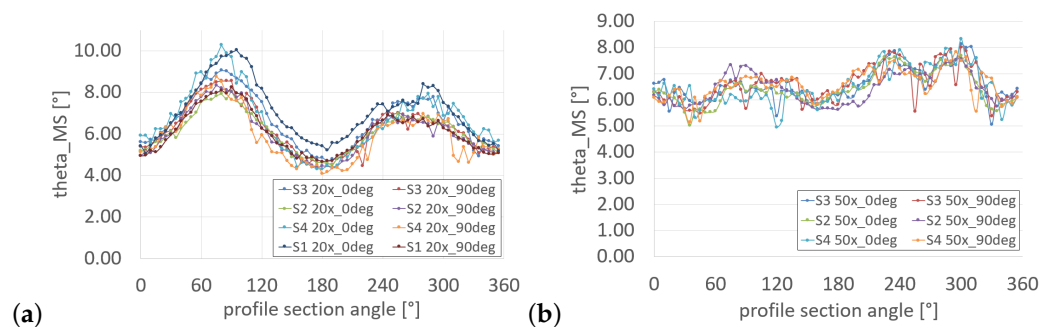 (a)
theta_MS [°]
10.00
8.00
6.00
4.00
2.00
0.00
S3 20x_0deg S3 20x_90deg
S2 20x_0deg S2 20x_90deg
S4 20x_0deg S4 20x_90deg
S1 20x_0deg S1 20x_90deg
0 60 120 180 240 300 360
profile section angle [°]
(b)
theta_MS [°]
9.00
8.00
7.00
6.00
5.00
4.00
3.00
2.00
1.00
0.00
S3 50x_0deg S3 50x_90deg
S2 50x_0deg S2 50x_90deg
S4 50x_0deg S4 50x_90deg
0 60 120 180 240 300 360
profile section angle [°]